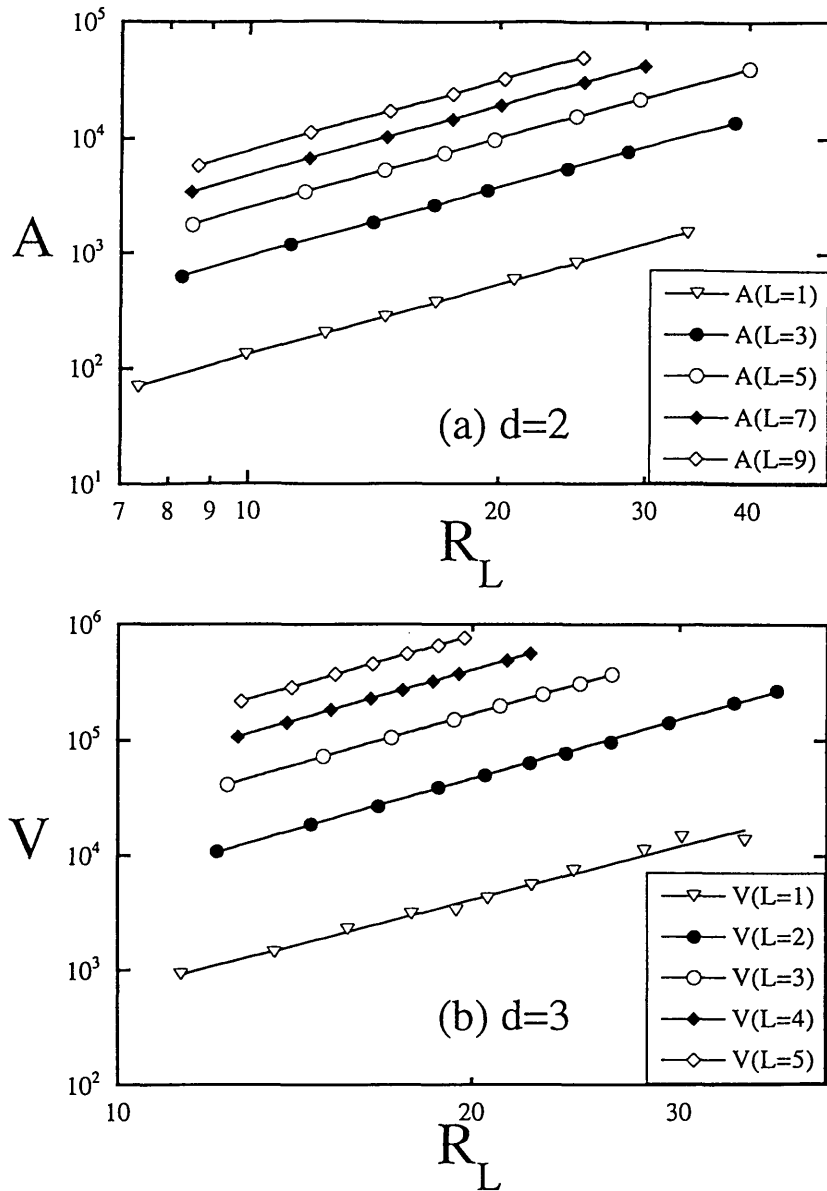 10^5
10^4
A
10^3
A(L=1)
A(L=3)
10^2
A(L=5)
A(L=7)
(a) d=2
A(L=9)
10^1
7 8 9 10 20 30 40
R_L
10^6
10^5
V
10^4
V(L=1)
V(L=2)
10^3
V(L=3)
(b) d=3
V(L=4)
V(L=5)
10^2
10 20 30
R_L